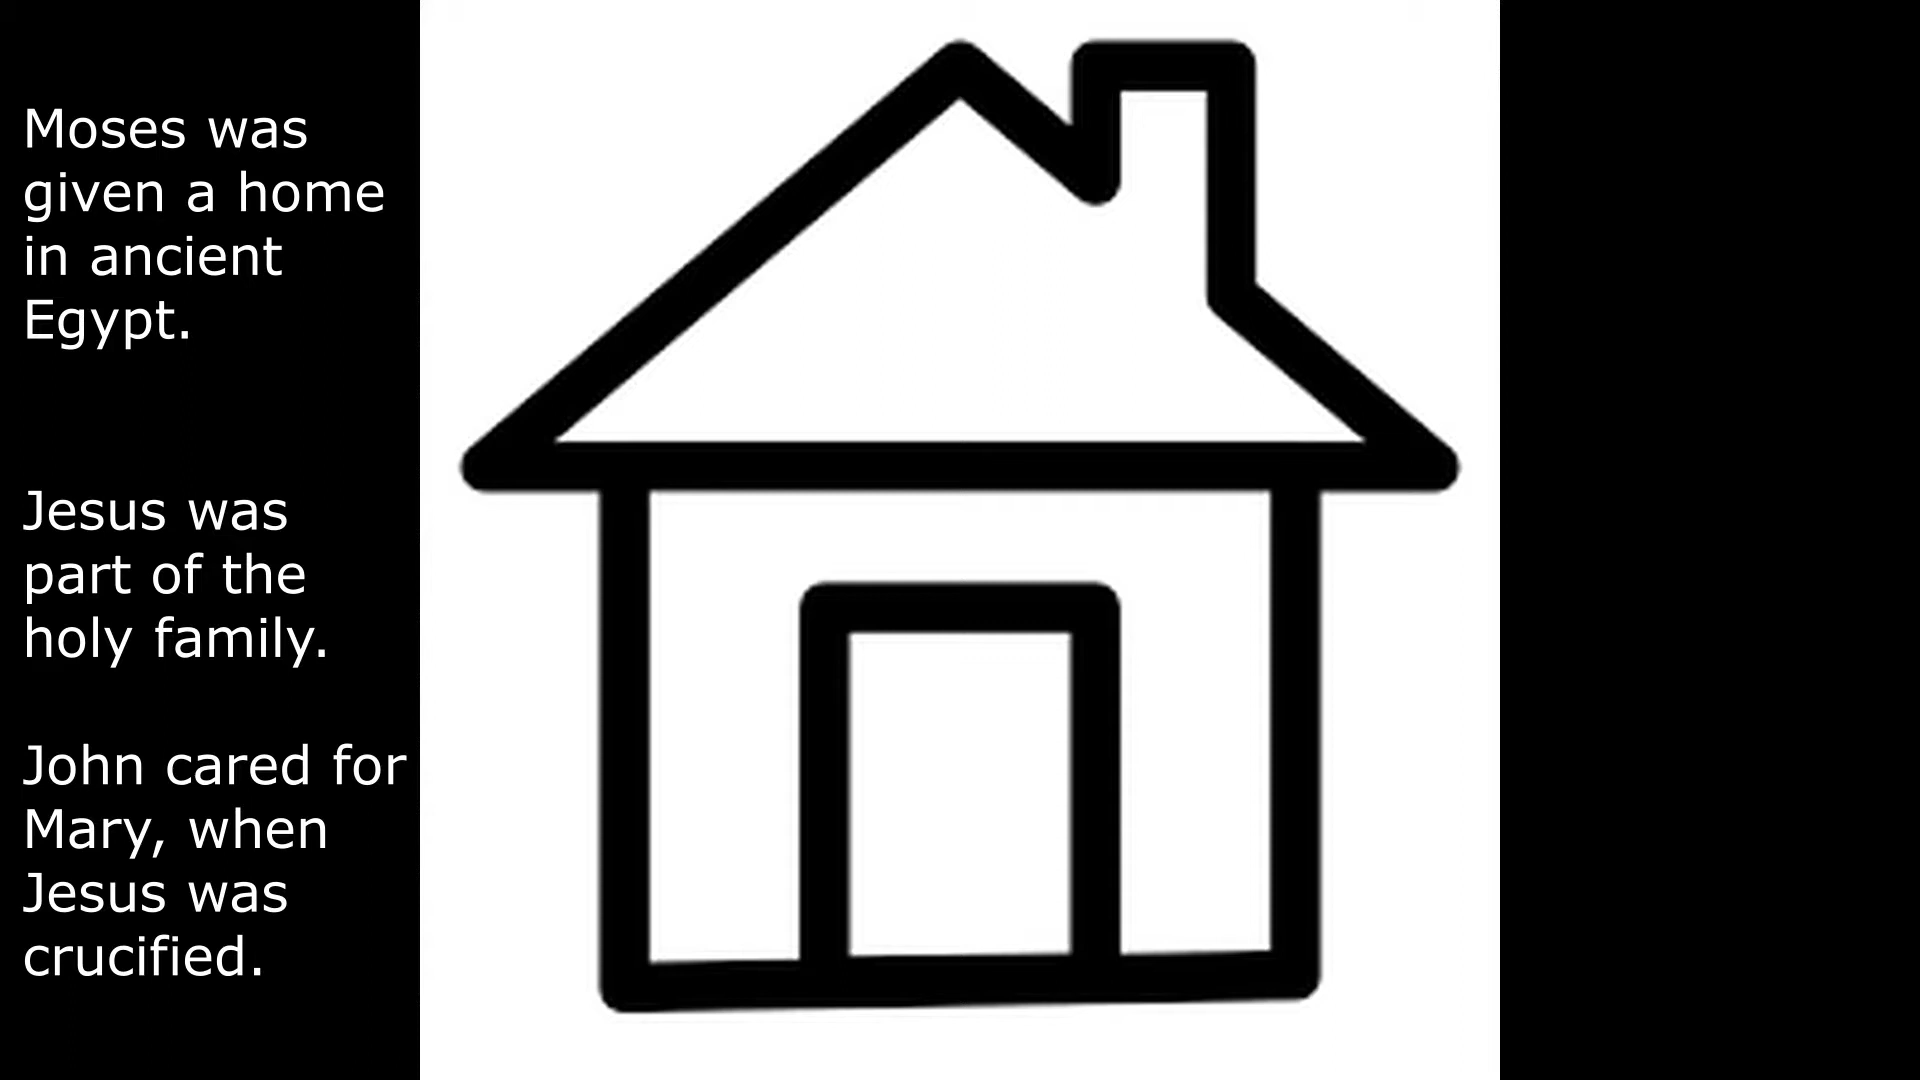 Moses was
given a home
in ancient
Egypt.
Jesus was
part of the
holy family.
John cared for
Mary, when
Jesus was
crucified.